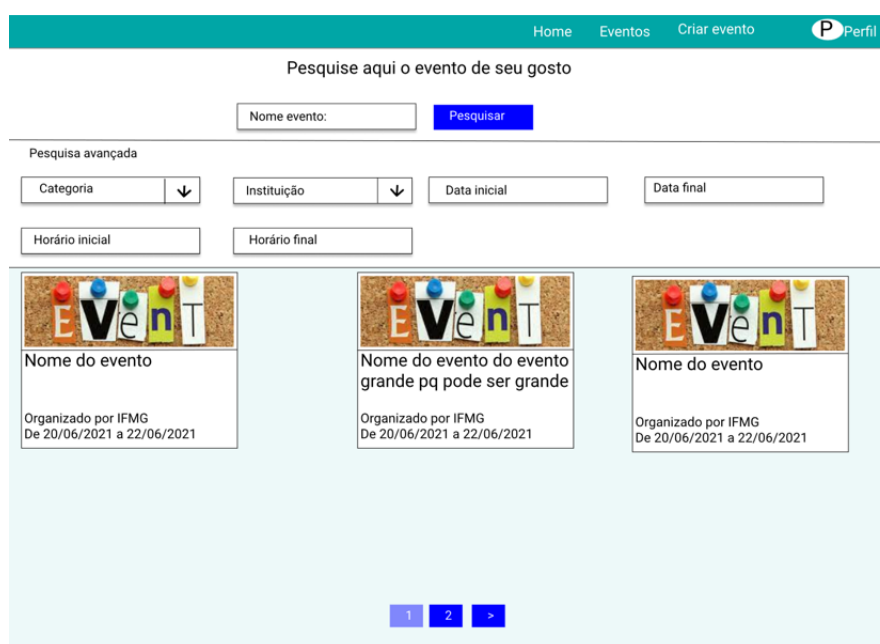 Home Eventos Criar evento P Perfil
Pesquise aqui o evento de seu gosto
Nome evento: Pesquisar
Pesquisa avançada
Categoria Instituição Data inicial Data final
Horário inicial Horário final
EVenT
Nome do evento
Organizado por IFMG
De 20/06/2021 a 22/06/2021
EVenT
Nome do evento do evento
grande pq pode ser grande
Organizado por IFMG
De 20/06/2021 a 22/06/2021
EVenT
Nome do evento
Organizado por IFMG
De 20/06/2021 a 22/06/2021
1 2 >